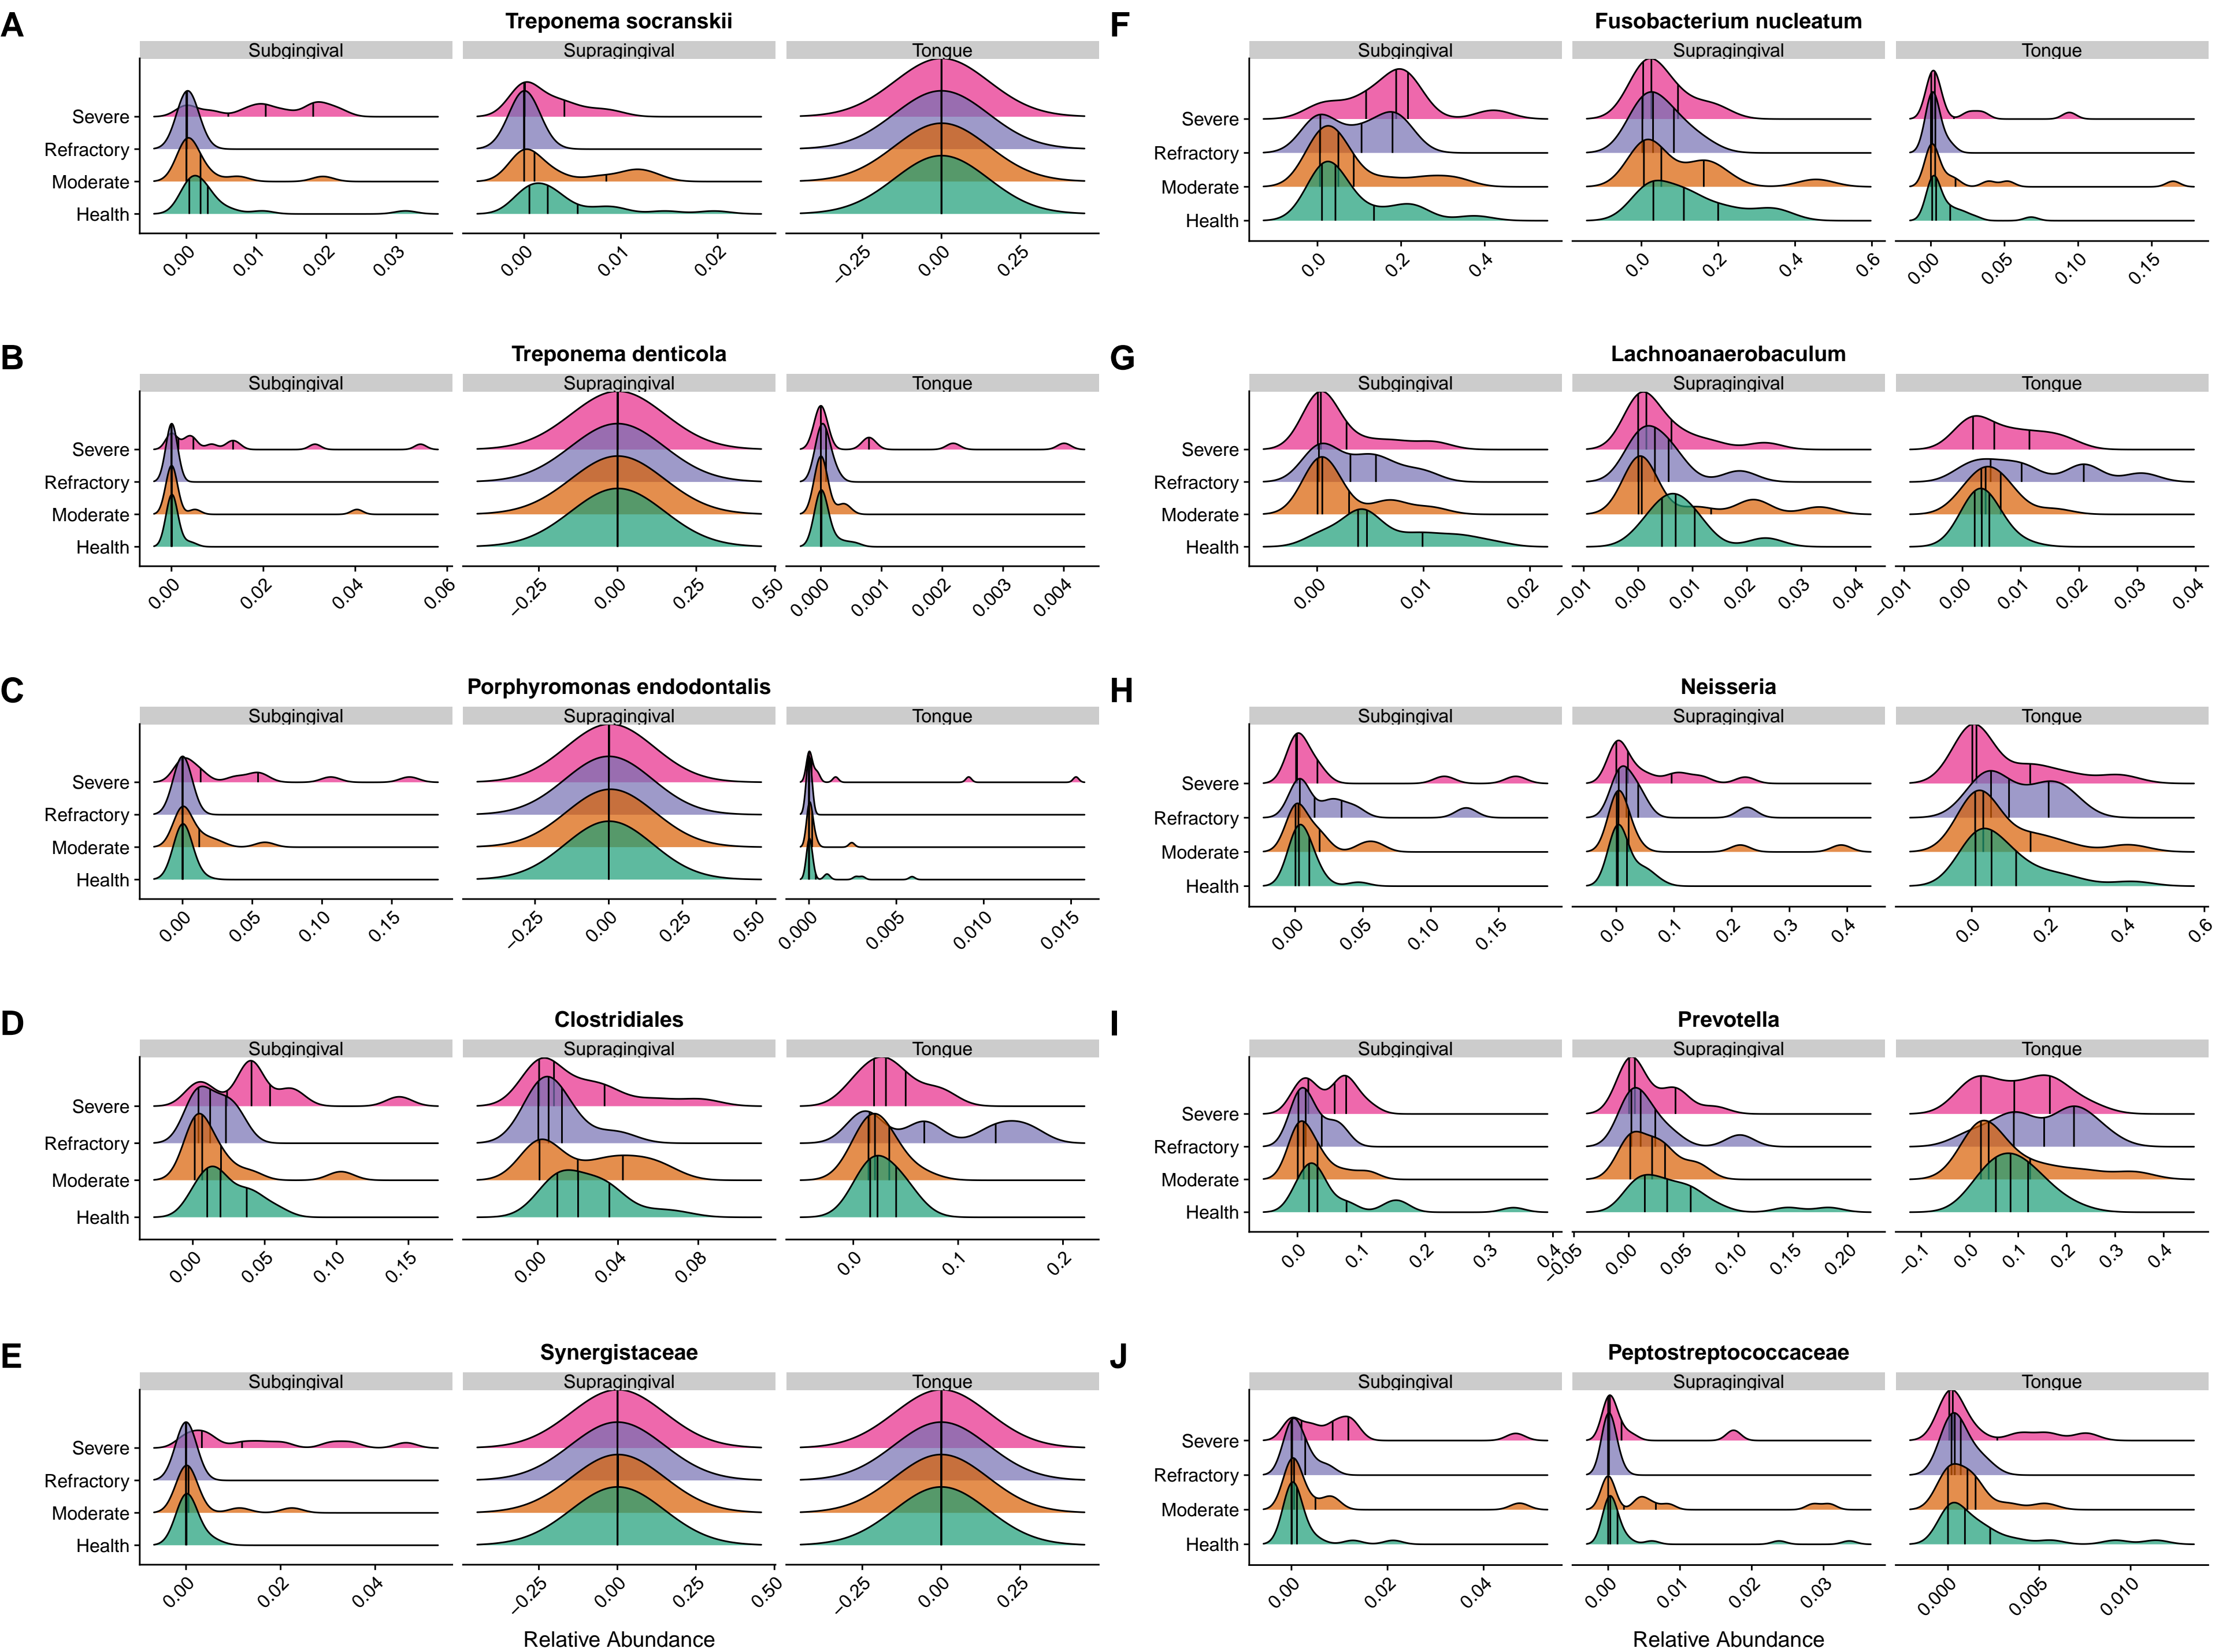 A
Treponema socranskii
Subgingival
Supragingival
Tongue
Severe
Refractory
Moderate
Health
0.00 0.01 0.02 0.03
0.00 0.01 0.02
−0.25 0.00 0.25
B
Treponema denticola
Subgingival
Supragingival
Tongue
Severe
Refractory
Moderate
Health
0.00 0.02 0.04 0.06
−0.25 0.00 0.25 0.50
0.000 0.001 0.002 0.003 0.004
C
Porphyromonas endodontalis
Subgingival
Supragingival
Tongue
Severe
Refractory
Moderate
Health
0.00 0.05 0.10 0.15
−0.25 0.00 0.25 0.50
0.000 0.005 0.010 0.015
D
Clostridiales
Subgingival
Supragingival
Tongue
Severe
Refractory
Moderate
Health
0.00 0.05 0.10 0.15
0.00 0.04 0.08
0.0 0.1 0.2
E
Synergistaceae
Subgingival
Supragingival
Tongue
Severe
Refractory
Moderate
Health
0.00 0.02 0.04
−0.25 0.00 0.25 0.50
−0.25 0.00 0.25
Relative Abundance
F
Fusobacterium nucleatum
Subgingival
Supragingival
Tongue
Severe
Refractory
Moderate
Health
0.0 0.2 0.4
0.0 0.2 0.4 0.6
0.00 0.05 0.10 0.15
G
Lachnoanaerobaculum
Subgingival
Supragingival
Tongue
Severe
Refractory
Moderate
Health
0.00 0.01 0.02
−0.01 0.00 0.01 0.02 0.03 0.04
−0.01 0.00 0.01 0.02 0.03 0.04
H
Neisseria
Subgingival
Supragingival
Tongue
Severe
Refractory
Moderate
Health
0.00 0.05 0.10 0.15
0.0 0.1 0.2 0.3 0.4
0.0 0.2 0.4 0.6
I
Prevotella
Subgingival
Supragingival
Tongue
Severe
Refractory
Moderate
Health
0.0 0.1 0.2 0.3 0.4
−0.05 0.00 0.05 0.10 0.15 0.20
−0.1 0.0 0.1 0.2 0.3 0.4
J
Peptostreptococcaceae
Subgingival
Supragingival
Tongue
Severe
Refractory
Moderate
Health
0.00 0.02 0.04
0.00 0.01 0.02 0.03
0.000 0.005 0.010
Relative Abundance